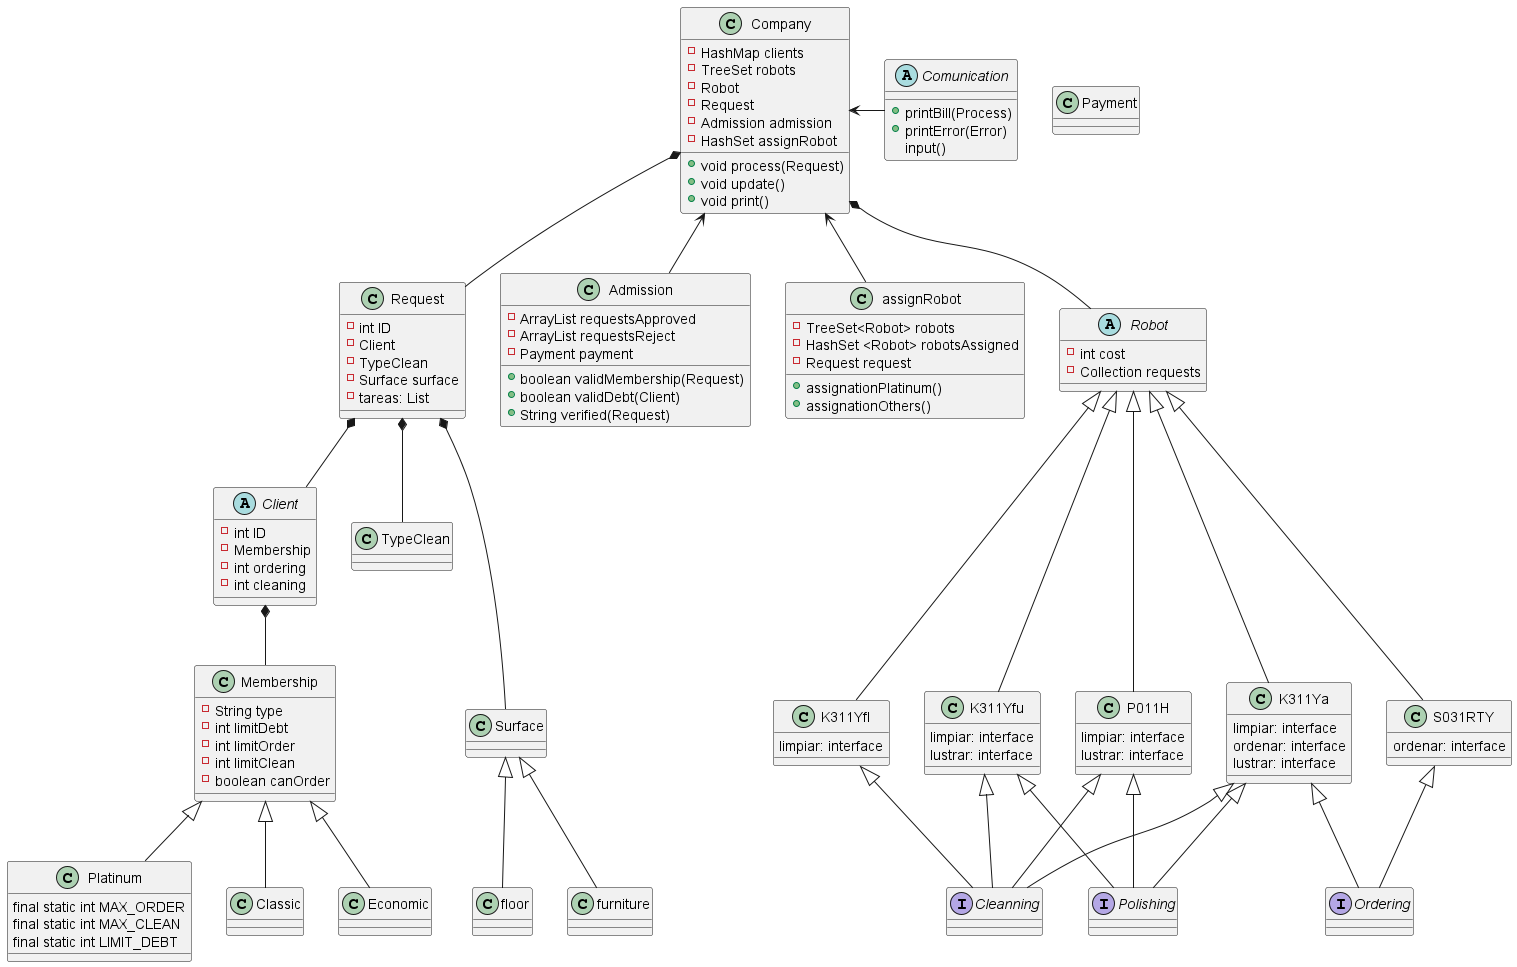 C Company
HashMap clients
TreeSet robots
Robot
Request
Admission admission
HashSet assignRobot
void process(Request)
void update()
void print()
A Comunication
printBill(Process)
printError(Error)
input()
C Payment
C Request
int ID
Client
TypeClean
Surface surface
tareas: List
C Admission
ArrayList requestsApproved
ArrayList requestsReject
Payment payment
boolean validMembership(Request)
boolean validDebt(Client)
String verified(Request)
C assignRobot
TreeSet<Robot> robots
HashSet <Robot> robotsAssigned
Request request
assignationPlatinum()
assignationOthers()
A Robot
int cost
Collection requests
A Client
int ID
Membership
int ordering
int cleaning
C TypeClean
C Membership
String type
int limitDebt
int limitOrder
int limitClean
boolean canOrder
C Surface
C K311Yfl
limpiar: interface
C K311Yfu
limpiar: interface
lustrar: interface
C P011H
limpiar: interface
lustrar: interface
C K311Ya
limpiar: interface
ordenar: interface
lustrar: interface
C S031RTY
ordenar: interface
C Platinum
final static int MAX_ORDER
final static int MAX_CLEAN
final static int LIMIT_DEBT
C Classic
C Economic
C floor
C furniture
I Cleanning
I Polishing
I Ordering